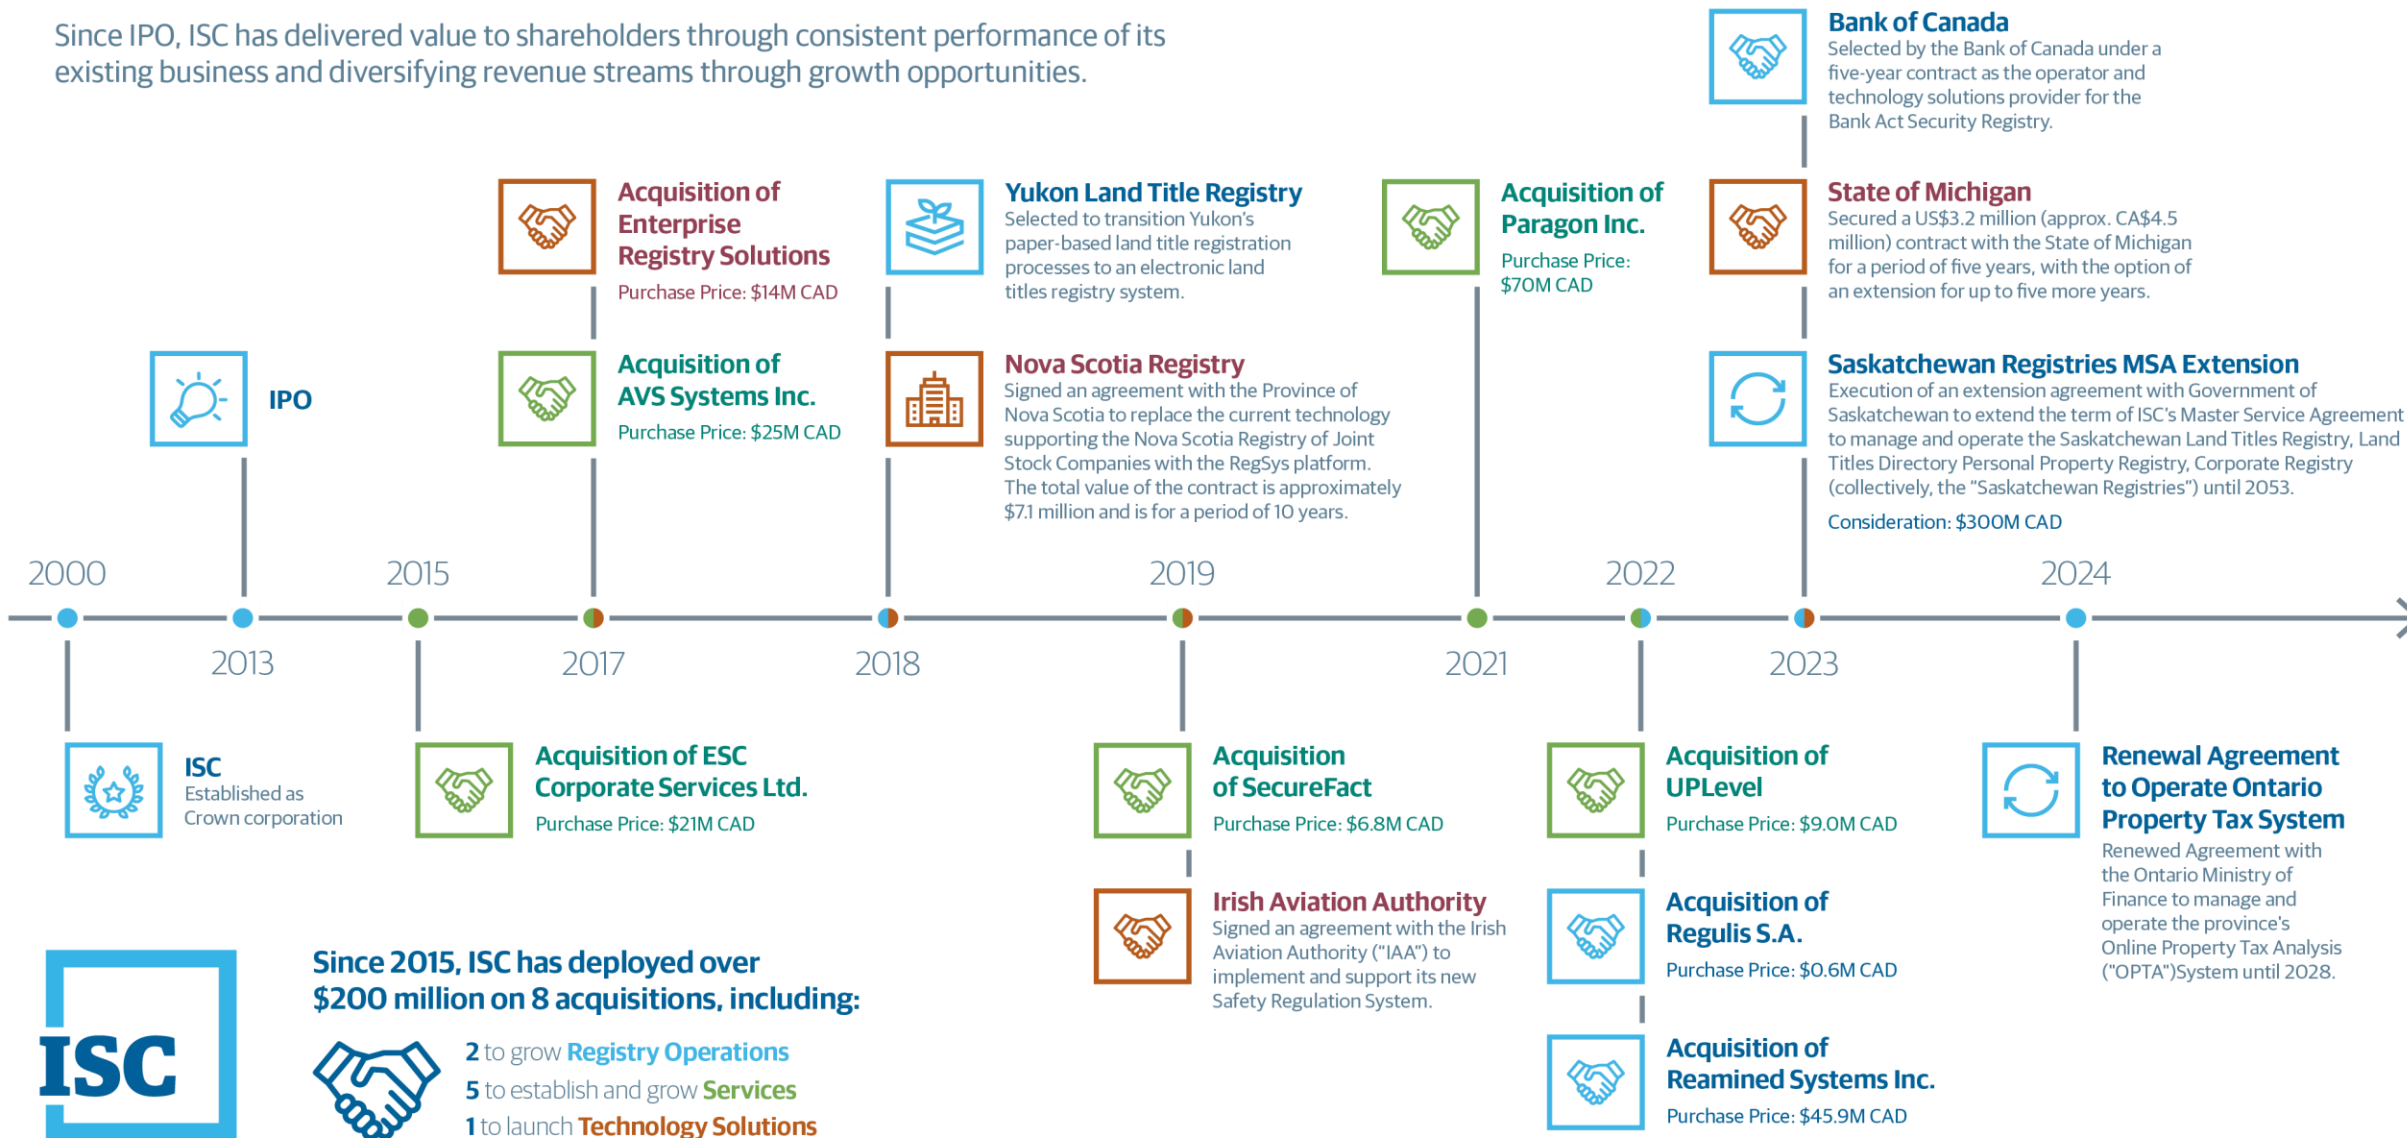 Since IPO, ISC has delivered value to shareholders through consistent performance of its
existing business and diversifying revenue streams through growth opportunities.
Bank of Canada
Selected by the Bank of Canada under a
five-year contract as the operator and
technology solutions provider for the
Bank Act Security Registry.
Acquisition of
Enterprise
Registry Solutions
Purchase Price: $14M CAD
Yukon Land Title Registry
Selected to transition Yukon's
paper-based land title registration
processes to an electronic land
titles registry system.
Acquisition of
Paragon Inc.
Purchase Price:
$70M CAD
State of Michigan
Secured a US$3.2 million (approx. CA$4.5
million) contract with the State of Michigan
for a period of five years, with the option of
an extension for up to five more years.
IPO
Acquisition of
AVS Systems Inc.
Purchase Price: $25M CAD
Nova Scotia Registry
Signed an agreement with the Province of
Nova Scotia to replace the current technology
supporting the Nova Scotia Registry of Joint
Stock Companies with the RegSys platform.
The total value of the contract is approximately
$7.1 million and is for a period of 10 years.
Saskatchewan Registries MSA Extension
Execution of an extension agreement with Government of
Saskatchewan to extend the term of ISC's Master Service Agreement
to manage and operate the Saskatchewan Land Titles Registry, Land
Titles Directory Personal Property Registry, Corporate Registry
(collectively, the "Saskatchewan Registries") until 2053.
Consideration: $300M CAD
2000
2015
2019
2022
2024
2013
2017
2018
2021
2023
ISC
Established as
Crown corporation
Acquisition of ESC
Corporate Services Ltd.
Purchase Price: $21M CAD
Acquisition
of SecureFact
Purchase Price: $6.8M CAD
Acquisition of
UPLevel
Purchase Price: $9.0M CAD
Renewal Agreement
to Operate Ontario
Property Tax System
Renewed Agreement with
the Ontario Ministry of
Finance to manage and
operate the province's
Online Property Tax Analysis
("OPTA")System until 2028.
Irish Aviation Authority
Signed an agreement with the Irish
Aviation Authority ("IAA") to
implement and support its new
Safety Regulation System.
Acquisition of
Regulis S.A.
Purchase Price: $0.6M CAD
Acquisition of
Reamined Systems Inc.
Purchase Price: $45.9M CAD
ISC
Since 2015, ISC has deployed over
$200 million on 8 acquisitions, including:
2 to grow Registry Operations
5 to establish and grow Services
1 to launch Technology Solutions